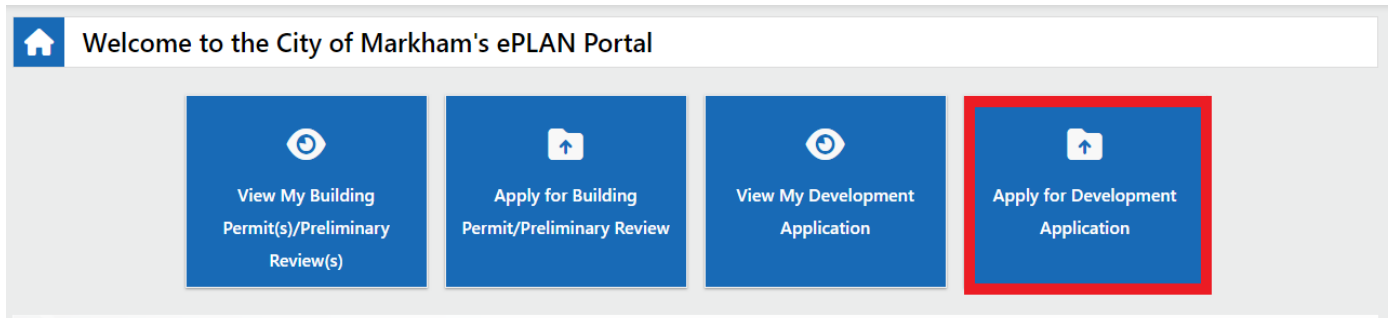 Welcome to the City of Markham's ePLAN Portal
View My Building
Permit(s)/Preliminary
Review(s)
Apply for Building
Permit/Preliminary Review
View My Development
Application
Apply for Development
Application